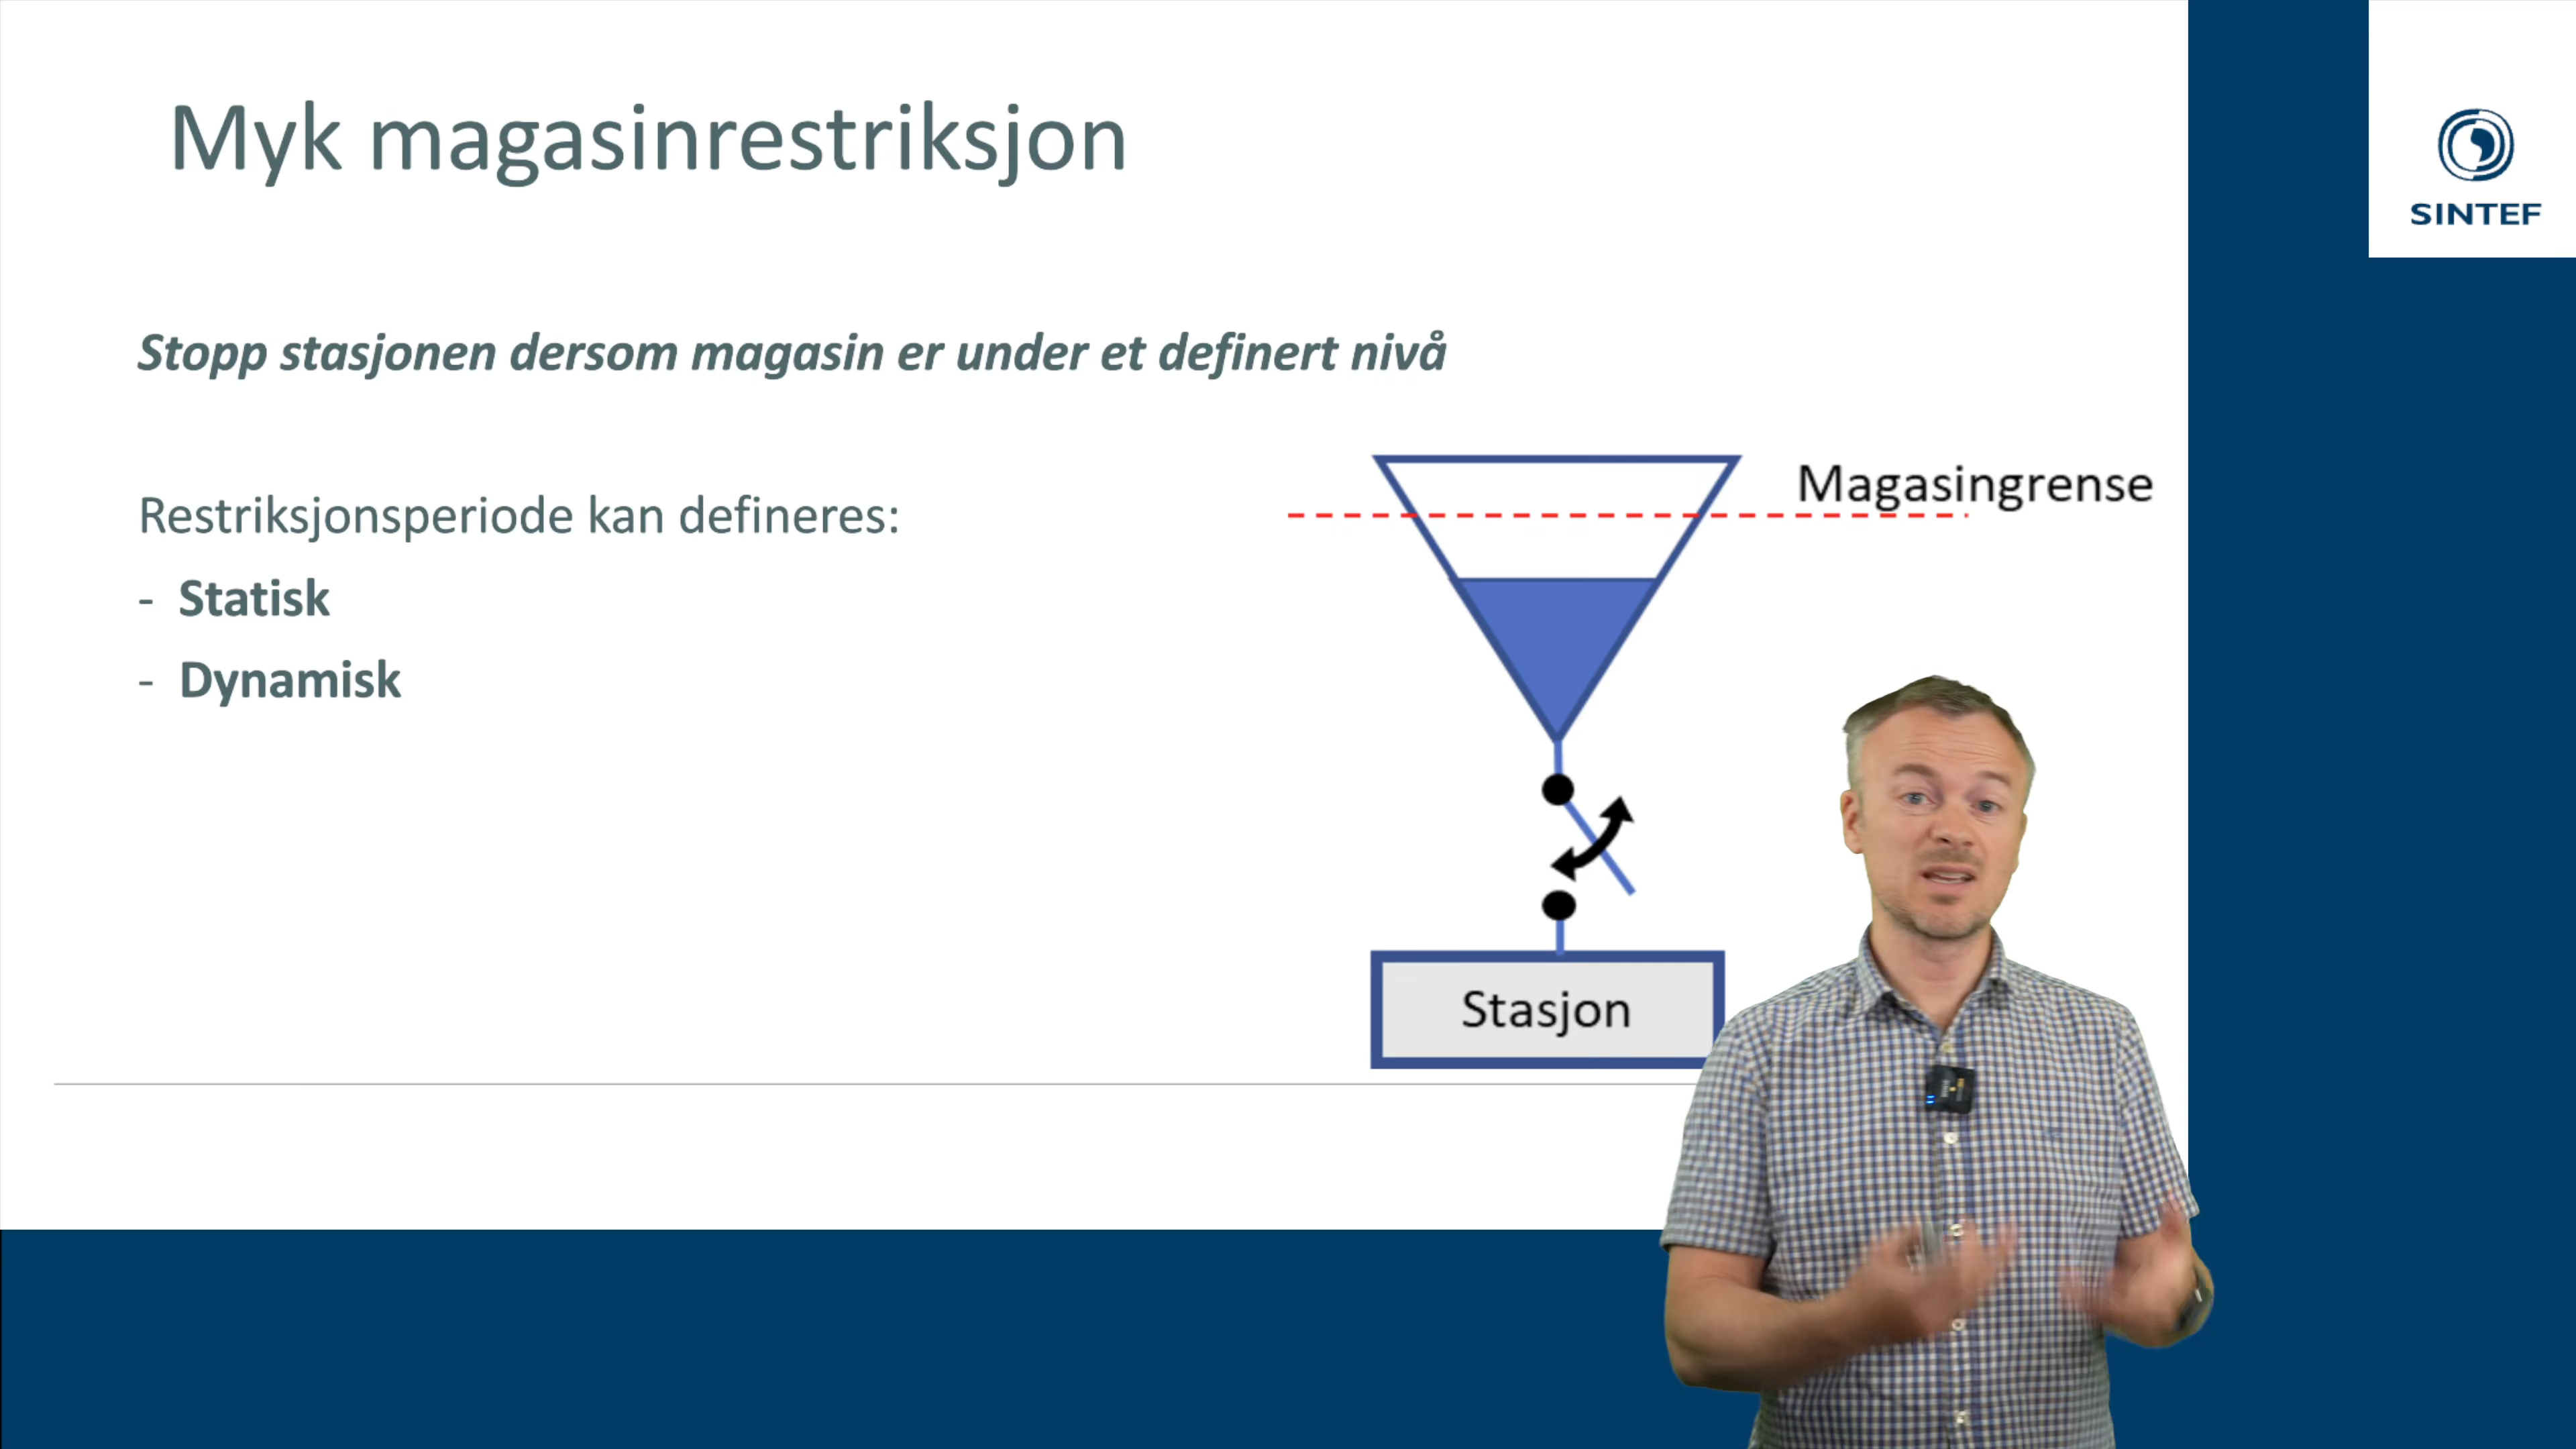 Myk magasinrestriksjon
SINTEF
Stopp stasjonen dersom magasin er under et definert nivå
Restriksjonsperiode kan defineres:
- Statisk
- Dynamisk
Magasingrense
Stasjon